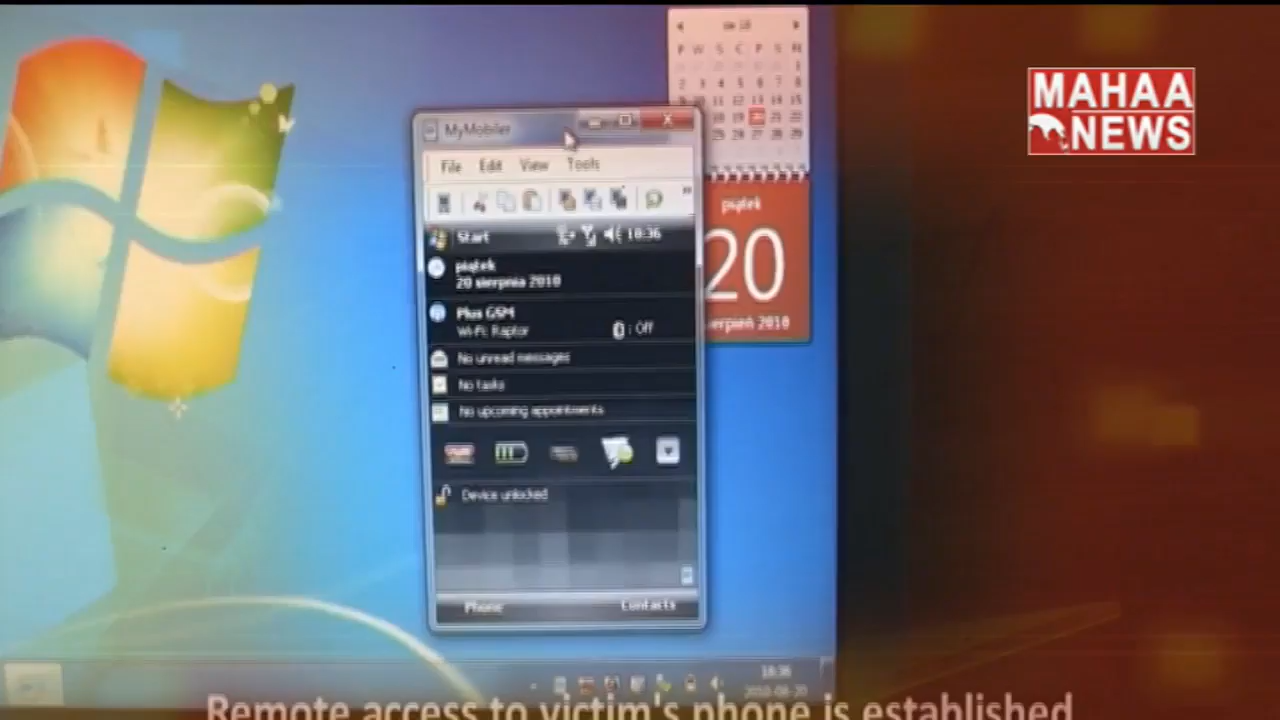 MAHAA
NEWS
MyMobiler
File Edit View Tools
Start 18:36
piątek
20 sierpnia 2010
Plus GSM
Wi-Fi: Raptor : Off
No unread messages
No tasks
No upcoming appointments
Device unlocked
Phone Contacts
piątek
20
sierpień 2010
18:36
2010-08-20
Remote access to victim's phone is established